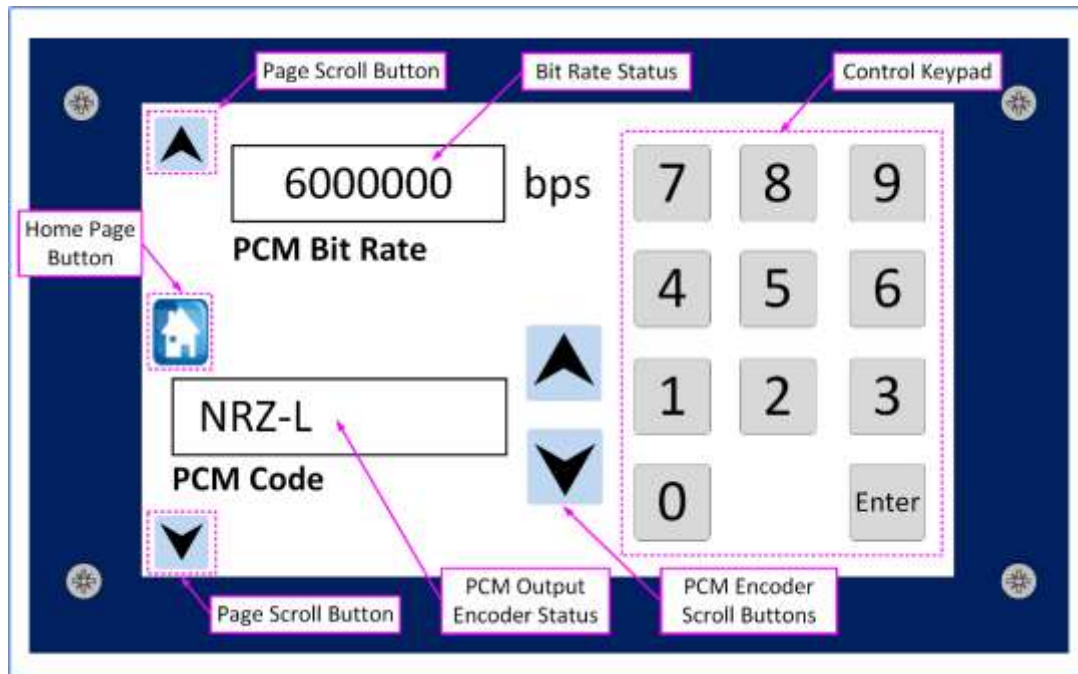 Page Scroll Button
Bit Rate Status
Control Keypad
6000000
bps
7
8
9
PCM Bit Rate
Home Page
Button
4
5
6
1
2
3
NRZ-L
PCM Code
0
Enter
PCM Output
Encoder Status
PCM Encoder
Scroll Buttons
Page Scroll Button